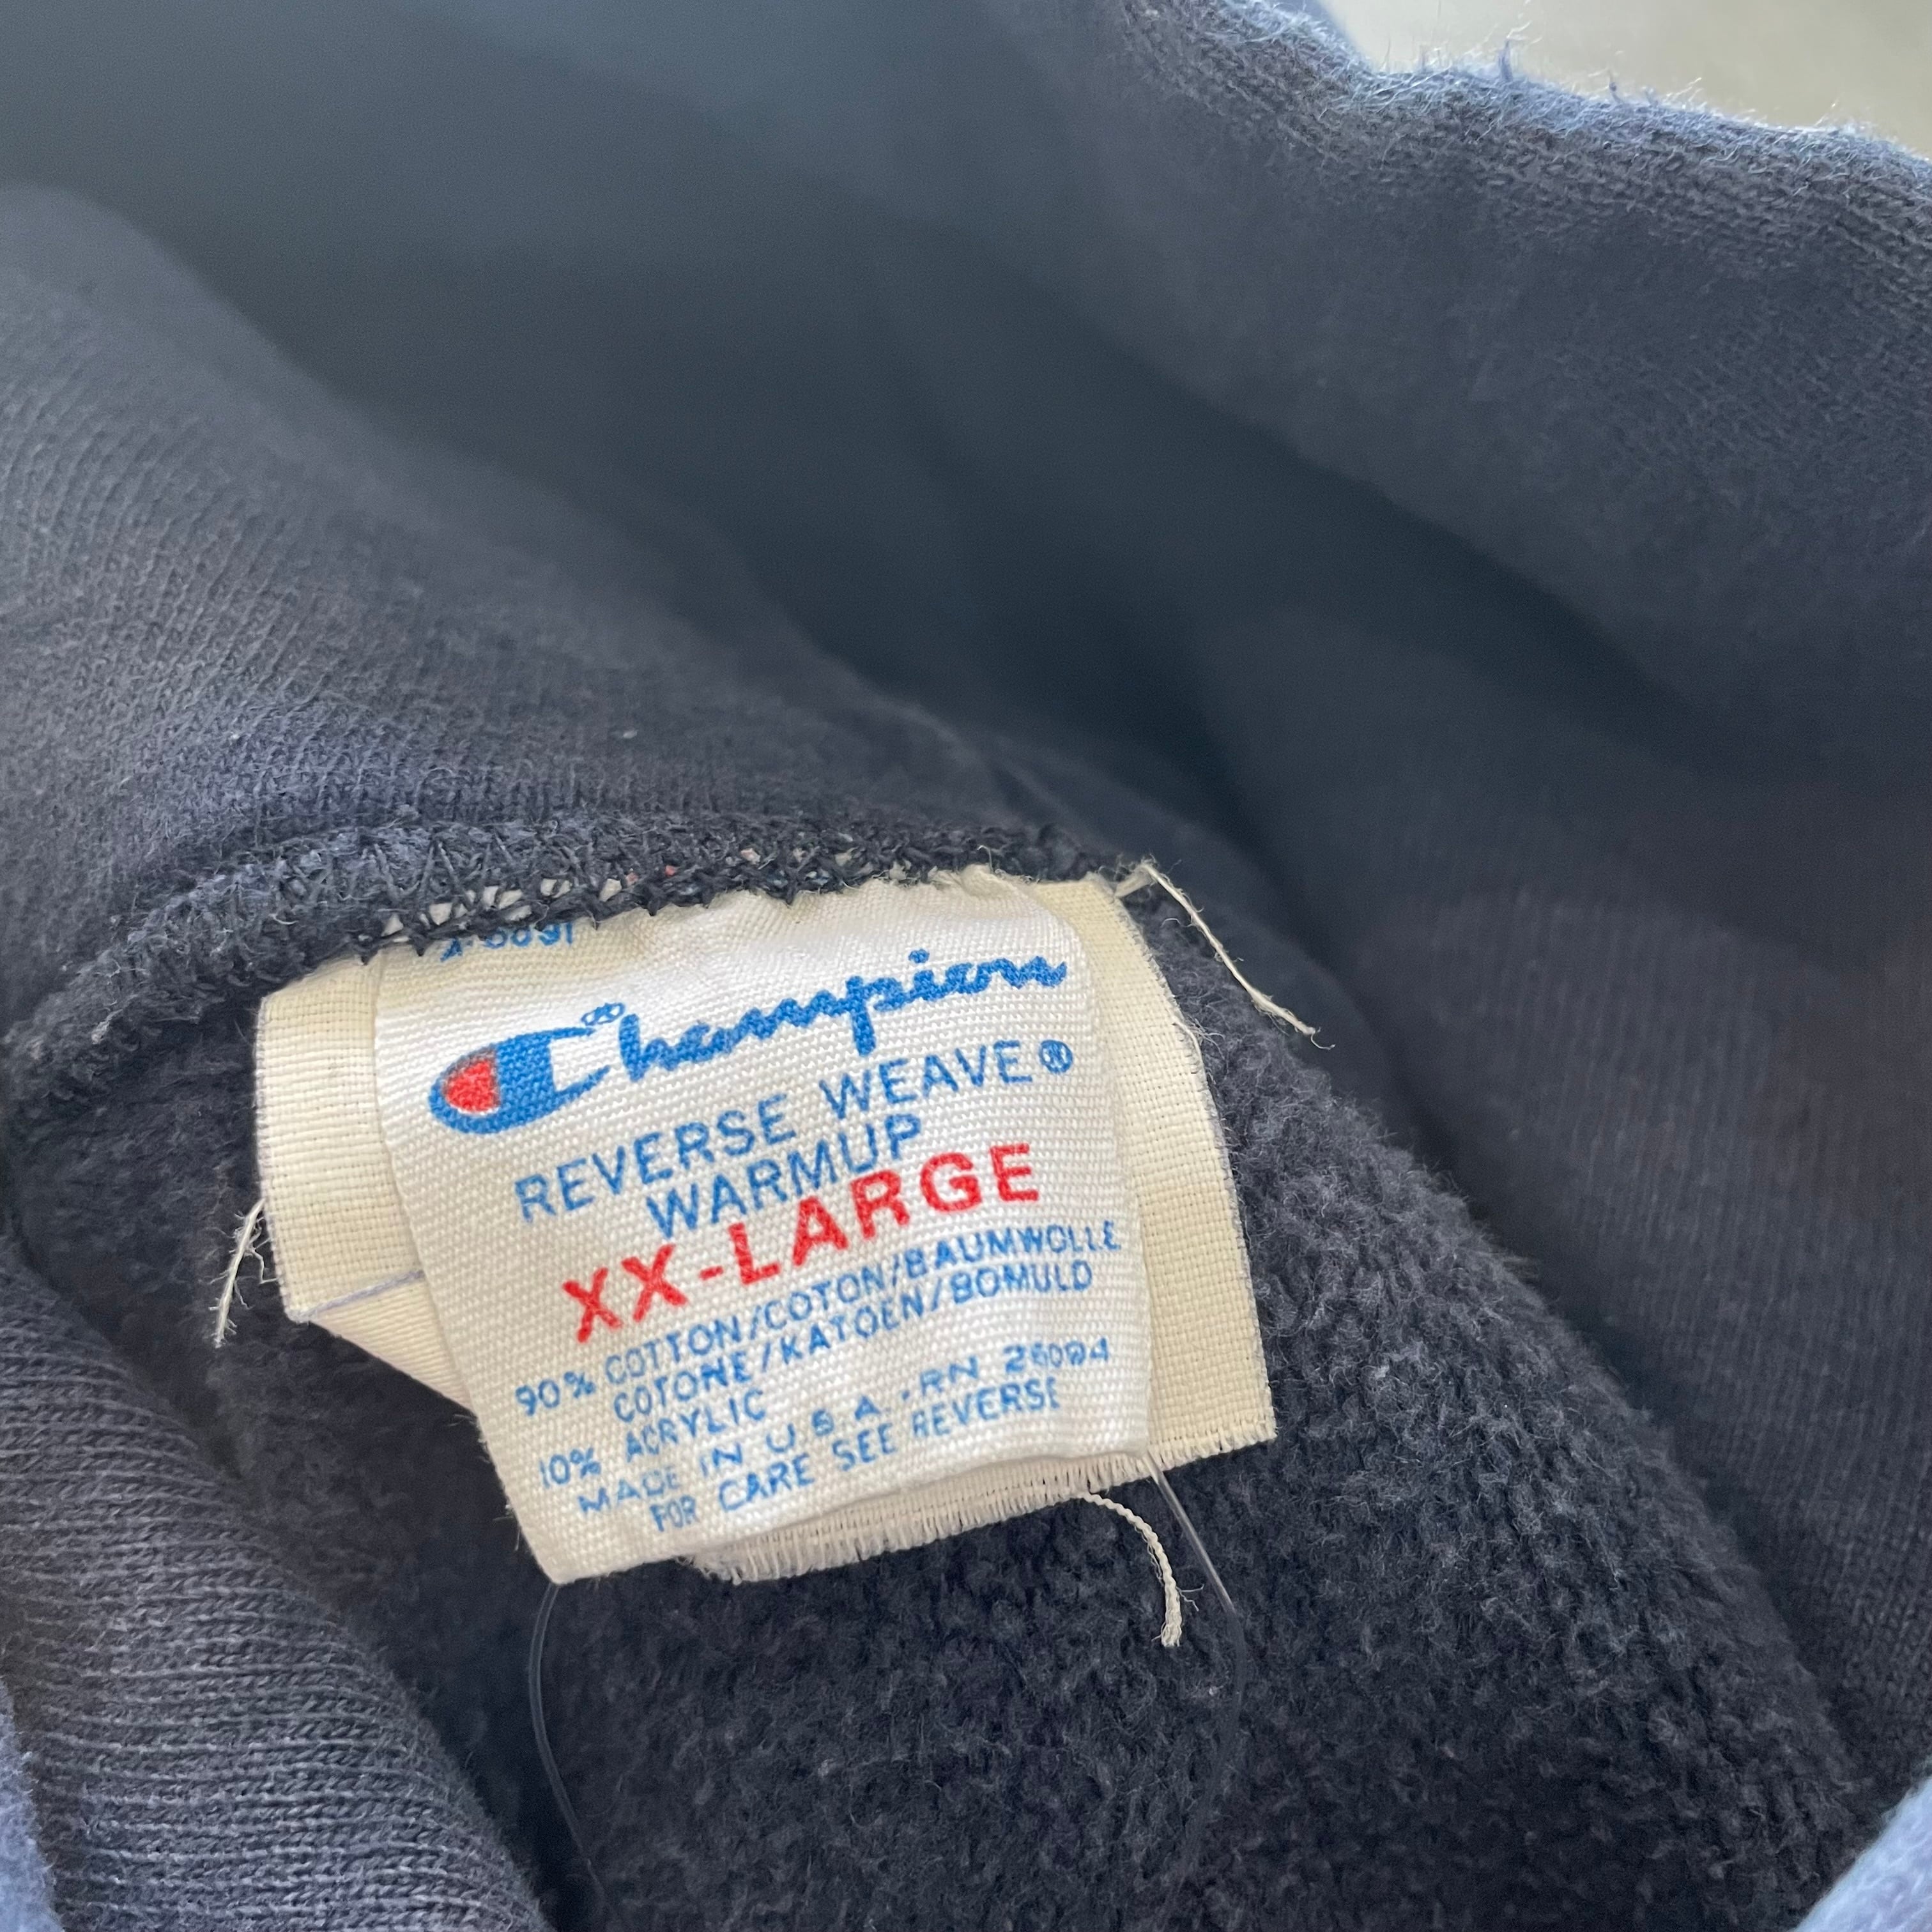 Champion
REVERSE WEAVE®
WARMUP
XX-LARGE
90% COTTON/COTON/BAUMWOLLE
COTONE/KATOEN/BOMULD
10% ACRYLIC
MADE IN U S A - RN 26094
FOR CARE SEE REVERSE